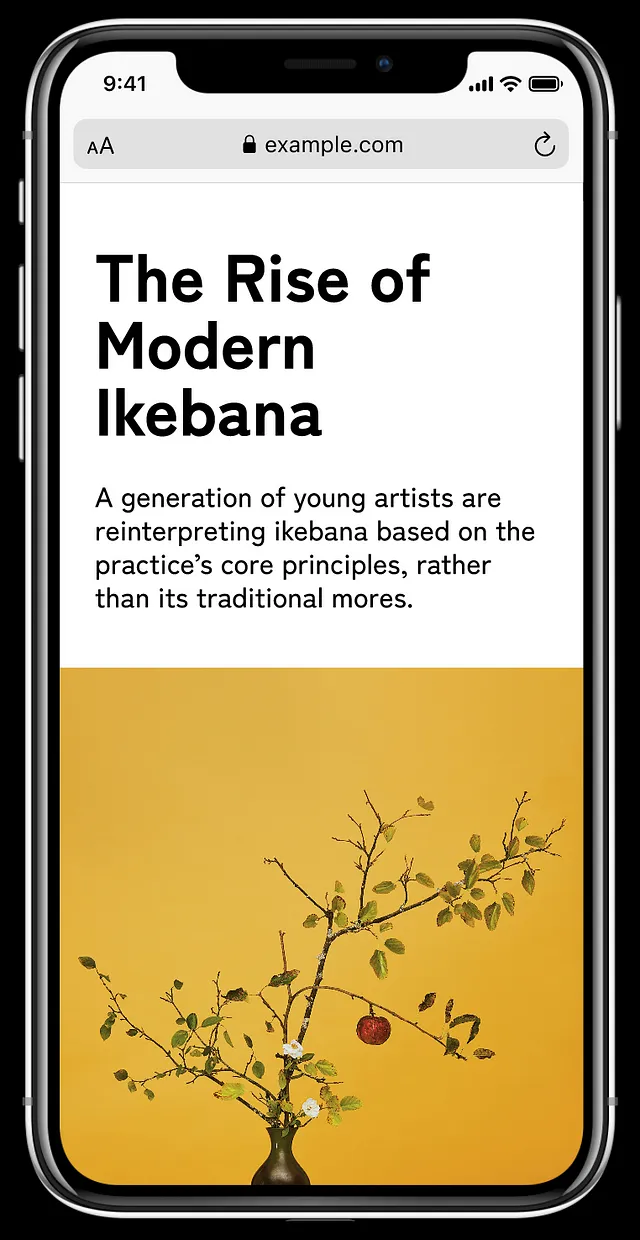 9:41
AA
example.com
The Rise of
Modern
Ikebana
A generation of young artists are
reinterpreting ikebana based on the
practice’s core principles, rather
than its traditional mores.